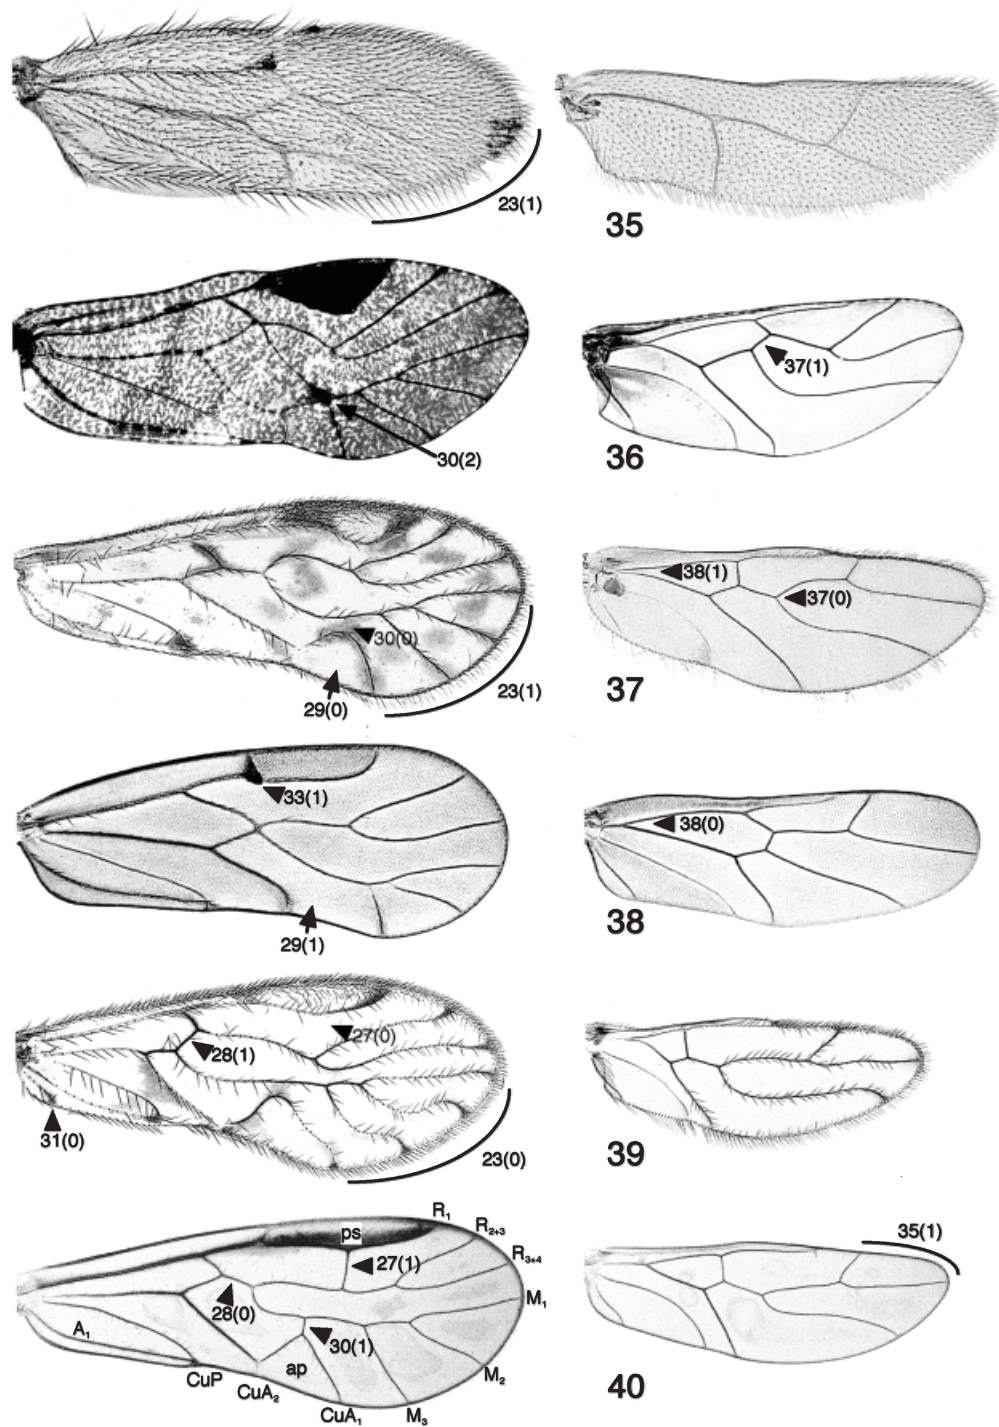 23(1)
35
30(2)
37(1)
36
30(0)
29(0)
23(1)
38(1)
37(0)
37
33(1)
29(1)
38(0)
38
28(1)
27(0)
31(0)
23(0)
39
ps
R1
R2+3
R3+4
27(1)
28(0)
M1
A1
30(1)
ap
CuP
CuA2
CuA1
M3
M2
35(1)
40